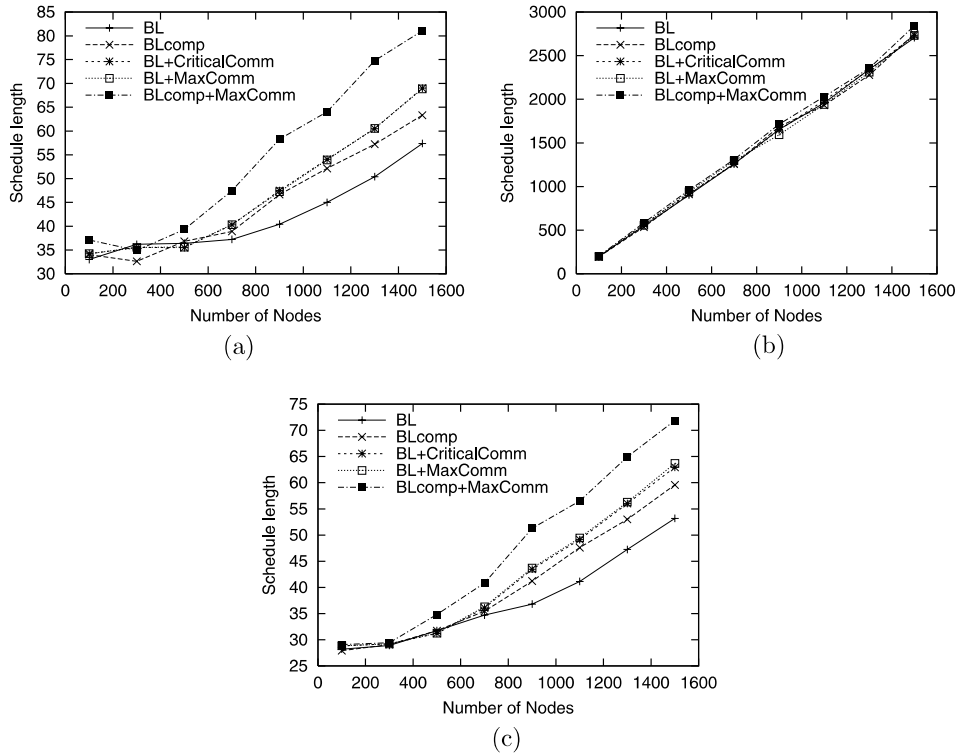 85
80
75
70
65
60
55
50
45
40
35
30
Schedule length
BL
BLcomp
BL+CriticalComm
BL+MaxComm
BLcomp+MaxComm
0 200 400 600 800 1000 1200 1400 1600
Number of Nodes
(a)
3000
2500
2000
1500
1000
500
0
Schedule length
BL
BLcomp
BL+CriticalComm
BL+MaxComm
BLcomp+MaxComm
0 200 400 600 800 1000 1200 1400 1600
Number of Nodes
(b)
75
70
65
60
55
50
45
40
35
30
25
Schedule length
BL
BLcomp
BL+CriticalComm
BL+MaxComm
BLcomp+MaxComm
0 200 400 600 800 1000 1200 1400 1600
Number of Nodes
(c)